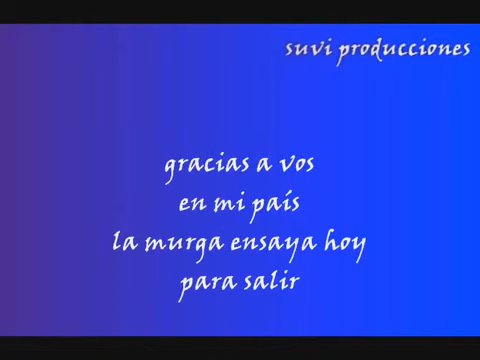 suvi producciones
gracias a vos
en mi país
la murga ensaya hoy
para salir